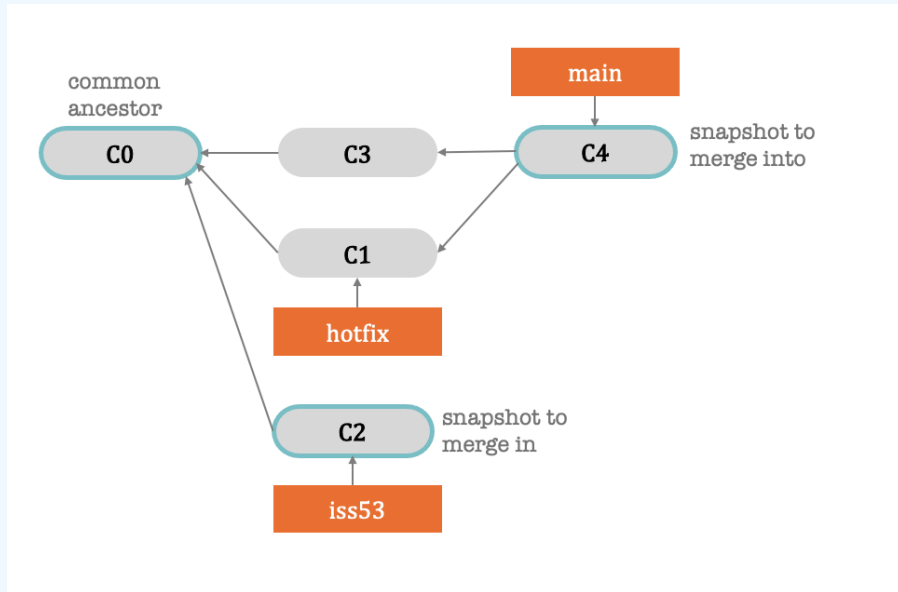 main
common
ancestor
C0
C3
C4
snapshot to
merge into
C1
hotfix
C2
snapshot to
merge in
iss53